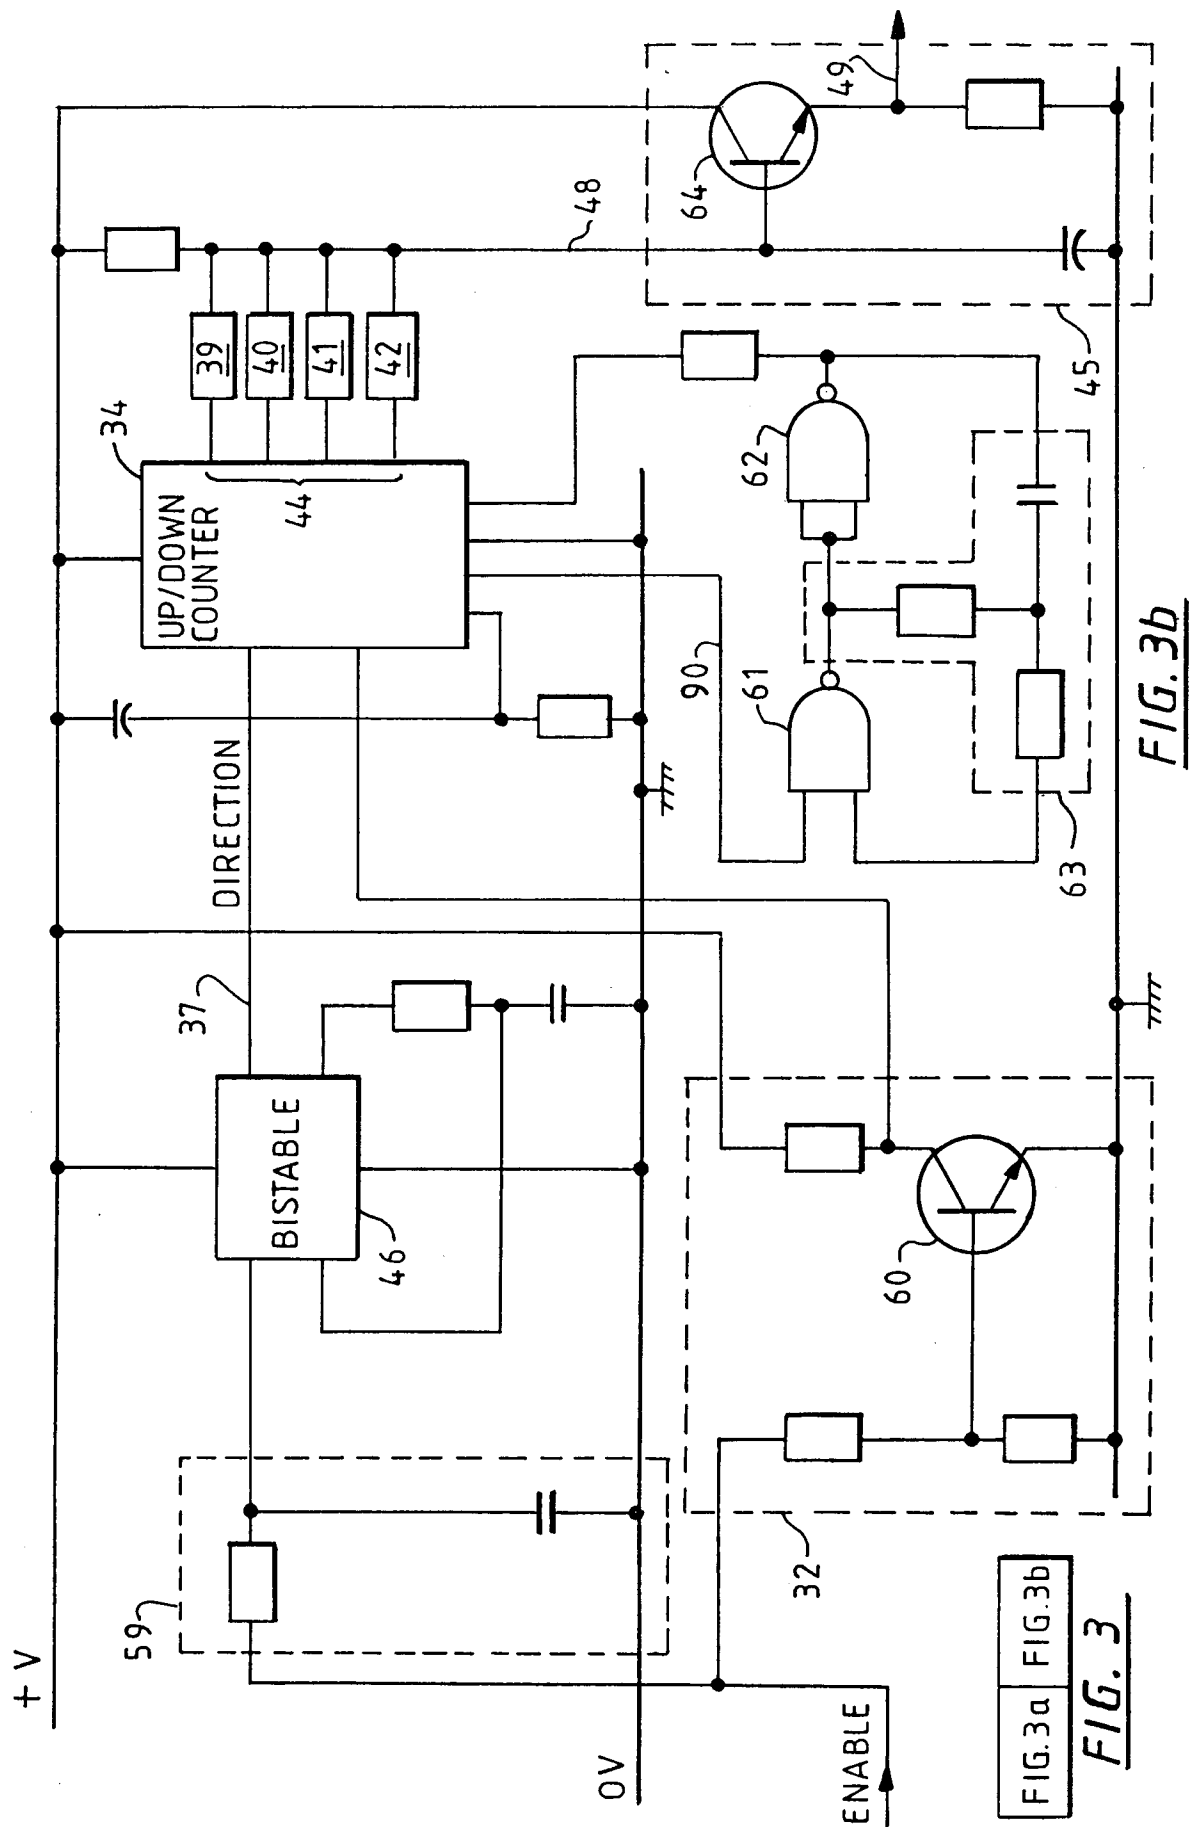 + V
0V
ENABLE
59
BISTABLE
46
37
DIRECTION
UP/DOWN
COUNTER
34
44
39
40
41
42
48
64
49
45
62
61
90
63
60
32
FIG.3a FIG.3b
FIG. 3
FIG. 3b